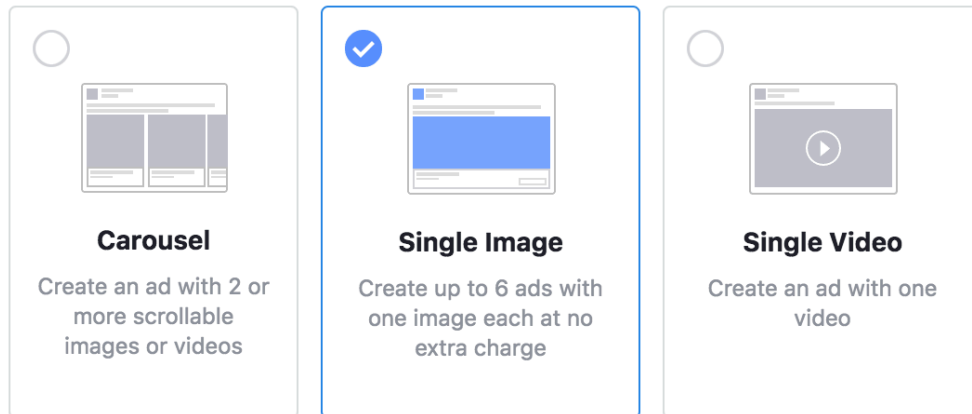 Carousel
Create an ad with 2 or
more scrollable
images or videos
Single Image
Create up to 6 ads with
one image each at no
extra charge
Single Video
Create an ad with one
video